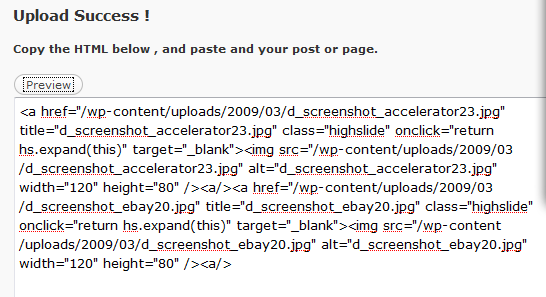 Upload Success !
Copy the HTML below , and paste and your post or page.
Preview
<a href="/wp-content/uploads/2009/03/d_screenshot_accelerator23.jpg"
title="d_screenshot_accelerator23.jpg" class="highslide" onclick="return
hs.expand(this)" target="_blank"><img src="/wp-content/uploads/2009/03
/d_screenshot_accelerator23.jpg" alt="d_screenshot_accelerator23.jpg"
width="120" height="80" /><a/><a href="/wp-content/uploads/2009/03
/d_screenshot_ebay20.jpg" title="d_screenshot_ebay20.jpg" class="highslide"
onclick="return hs.expand(this)" target="_blank"><img src="/wp-content
/uploads/2009/03/d_screenshot_ebay20.jpg" alt="d_screenshot_ebay20.jpg"
width="120" height="80" /><a/>